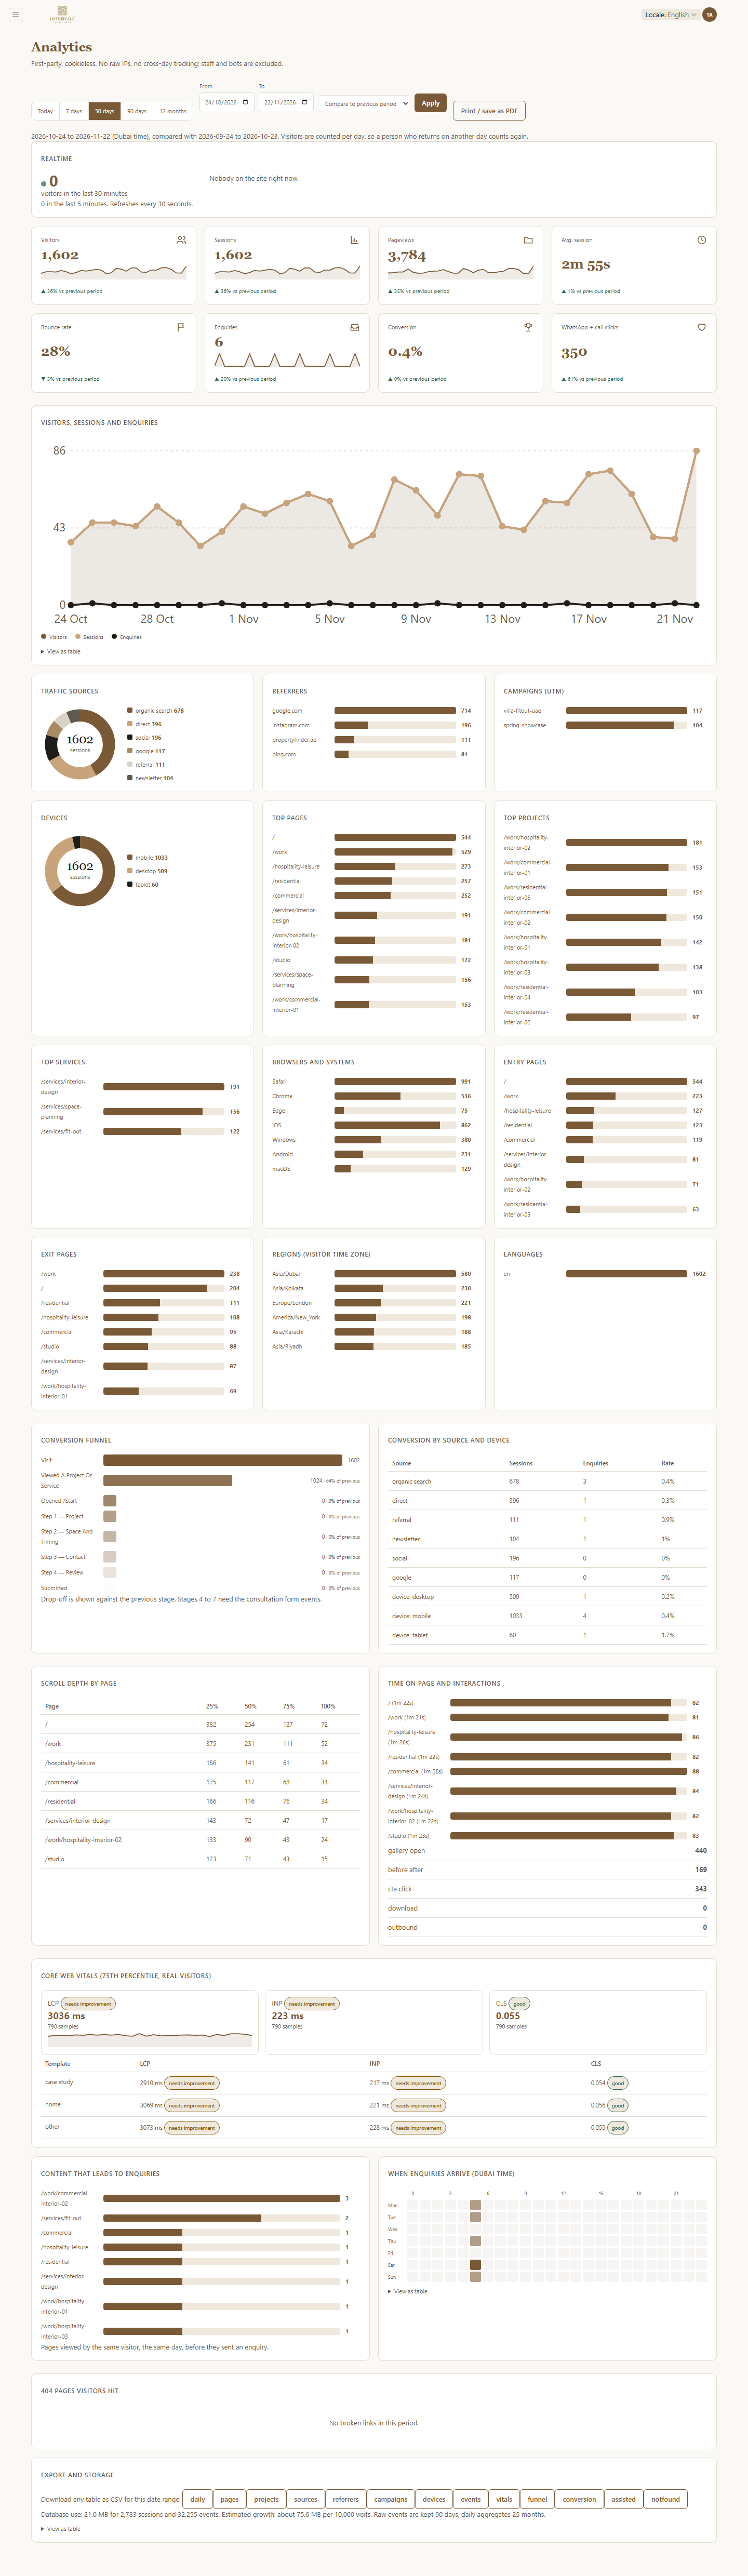 INTROVALE
Locale: English
TA
Analytics
First-party, cookieless. No raw IPs, no cross-day tracking; staff and bots are excluded.
Today 7 days 30 days 90 days 12 months
From 24/10/2026
To 22/11/2026
Compare to previous period
Apply
Print / save as PDF
2026-10-24 to 2026-11-22 (Dubai time), compared with 2026-09-24 to 2026-10-23. Visitors are counted per day, so a person who returns on another day counts again.
REALTIME
0
visitors in the last 30 minutes
0 in the last 5 minutes. Refreshes every 30 seconds.
Nobody on the site right now.
Visitors
1,602
▲ 36% vs previous period
Sessions
1,602
▲ 36% vs previous period
Pageviews
3,784
▲ 35% vs previous period
Avg. session
2m 55s
▲ 1% vs previous period
Bounce rate
28%
▼ 3% vs previous period
Enquiries
6
▲ 20% vs previous period
Conversion
0.4%
▲ 0% vs previous period
WhatsApp + call clicks
350
▲ 61% vs previous period
VISITORS, SESSIONS AND ENQUIRIES
86
43
0
24 Oct 28 Oct 1 Nov 5 Nov 9 Nov 13 Nov 17 Nov 21 Nov
Visitors Sessions Enquiries
▶ View as table
TRAFFIC SOURCES
1602
sessions
organic search 678
direct 396
social 196
google 117
referral 111
newsletter 104
REFERRERS
google.com 714
instagram.com 196
propertyfinder.ae 111
bing.com 81
CAMPAIGNS (UTM)
villa-fitout-uae 117
spring-showcase 104
DEVICES
1602
sessions
mobile 1033
desktop 509
tablet 60
TOP PAGES
/ 544
/work 529
/hospitality-leisure 273
/residential 257
/commercial 252
/services/interior-design 191
/work/hospitality-interior-02 181
/studio 172
/services/space-planning 156
/work/commercial-interior-01 153
TOP PROJECTS
/work/hospitality-interior-02 181
/work/commercial-interior-01 153
/work/residential-interior-05 151
/work/commercial-interior-02 150
/work/hospitality-interior-01 142
/work/hospitality-interior-03 138
/work/residential-interior-04 103
/work/residential-interior-02 97
TOP SERVICES
/services/interior-design 191
/services/space-planning 156
/services/fit-out 122
BROWSERS AND SYSTEMS
Safari 991
Chrome 536
Edge 75
iOS 862
Windows 380
Android 231
macOS 129
ENTRY PAGES
/ 544
/work 223
/hospitality-leisure 127
/residential 123
/commercial 119
/services/interior-design 81
/work/hospitality-interior-02 71
/work/residential-interior-05 63
EXIT PAGES
/work 238
/ 204
/residential 111
/hospitality-leisure 108
/commercial 95
/studio 88
/services/interior-design 87
/work/hospitality-interior-01 69
REGIONS (VISITOR TIME ZONE)
Asia/Dubai 580
Asia/Kolkata 230
Europe/London 221
America/New_York 198
Asia/Karachi 188
Asia/Riyadh 185
LANGUAGES
en 1602
CONVERSION FUNNEL
Visit 1602
Viewed A Project Or Service 1024 · 64% of previous
Opened /Start 0 · 0% of previous
Step 1 — Project 0 · 0% of previous
Step 2 — Space And Timing 0 · 0% of previous
Step 3 — Contact 0 · 0% of previous
Step 4 — Review 0 · 0% of previous
Submitted 0 · 0% of previous
Drop-off is shown against the previous stage. Stages 4 to 7 need the consultation form events.
CONVERSION BY SOURCE AND DEVICE
Source Sessions Enquiries Rate
organic search 678 3 0.4%
direct 396 1 0.3%
referral 111 1 0.9%
newsletter 104 1 1%
social 196 0 0%
google 117 0 0%
device: desktop 509 1 0.2%
device: mobile 1033 4 0.4%
device: tablet 60 1 1.7%
SCROLL DEPTH BY PAGE
Page 25% 50% 75% 100%
/ 382 254 127 72
/work 375 231 111 52
/hospitality-leisure 186 141 61 34
/commercial 175 117 68 34
/residential 166 116 76 34
/services/interior-design 143 72 47 17
/work/hospitality-interior-02 133 90 43 24
/studio 123 71 43 15
TIME ON PAGE AND INTERACTIONS
/ (1m 22s) 82
/work (1m 21s) 81
/hospitality-leisure (1m 26s) 86
/residential (1m 22s) 82
/commercial (1m 28s) 88
/services/interior-design (1m 24s) 84
/work/hospitality-interior-02 (1m 22s) 82
/studio (1m 23s) 83
gallery open 440
before after 169
cta click 343
download 0
outbound 0
CORE WEB VITALS (75TH PERCENTILE, REAL VISITORS)
LCP needs improvement
3036 ms
790 samples
INP needs improvement
223 ms
790 samples
CLS good
0.055
790 samples
Template LCP INP CLS
case study 2910 ms needs improvement 217 ms needs improvement 0.054 good
home 3069 ms needs improvement 221 ms needs improvement 0.056 good
other 3073 ms needs improvement 228 ms needs improvement 0.055 good
CONTENT THAT LEADS TO ENQUIRIES
/work/commercial-interior-02 3
/services/fit-out 2
/commercial 1
/hospitality-leisure 1
/residential 1
/services/interior-design 1
/work/hospitality-interior-01 1
/work/hospitality-interior-03 1
Pages viewed by the same visitor, the same day, before they sent an enquiry.
WHEN ENQUIRIES ARRIVE (DUBAI TIME)
0 3 6 9 12 15 18 21
Mon
Tue
Wed
Thu
Fri
Sat
Sun
▶ View as table
404 PAGES VISITORS HIT
No broken links in this period.
EXPORT AND STORAGE
Download any table as CSV for this date range: daily pages projects sources referrers campaigns devices events vitals funnel conversion assisted notfound
Database use: 21.0 MB for 2,783 sessions and 32,255 events. Estimated growth: about 75.6 MB per 10,000 visits. Raw events are kept 90 days, daily aggregates 25 months.
▶ View as table